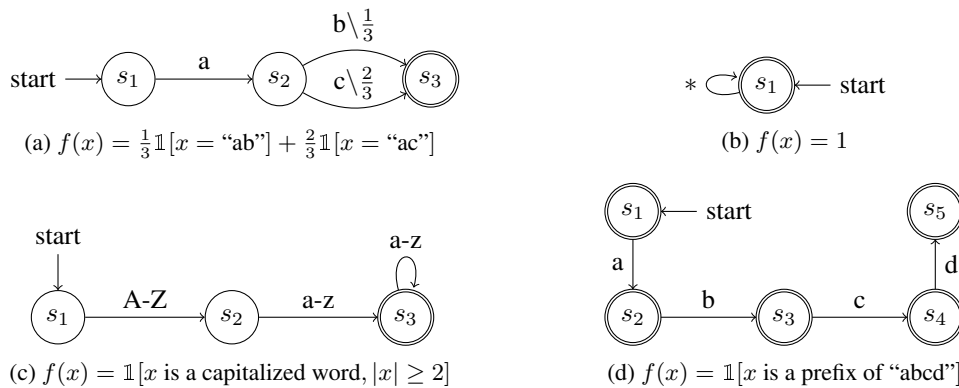 b\1/3
a
start s₁ s₂ c\2/3 s₃
(a) f(x) = 1/3 𝟙[x = “ab”] + 2/3 𝟙[x = “ac”]
* s₁ start
(b) f(x) = 1
start a-z
A-Z a-z
s₁ s₂ s₃
(c) f(x) = 𝟙[x is a capitalized word, |x| ≥ 2]
s₁ start s₅
a d
b c
s₂ s₃ s₄
(d) f(x) = 𝟙[x is a prefix of “abcd”]